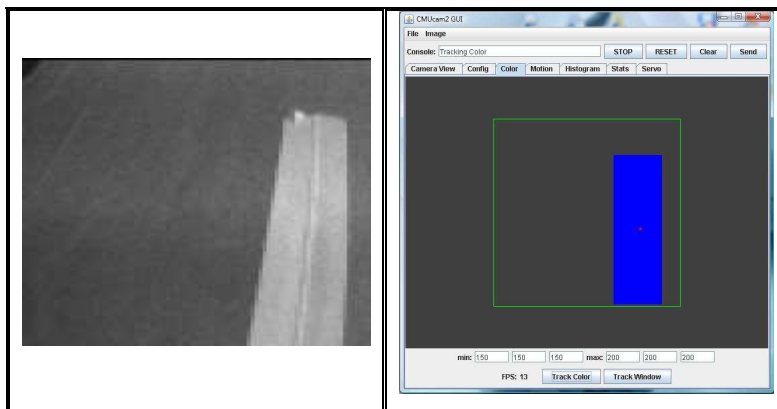 CMUcam2 GUI
File Image
Console: Tracking Color STOP RESET Clear Send
Camera View Config Color Motion Histogram Stats Servo
min: 150 150 150 max: 200 200 200
FPS: 13 Track Color Track Window